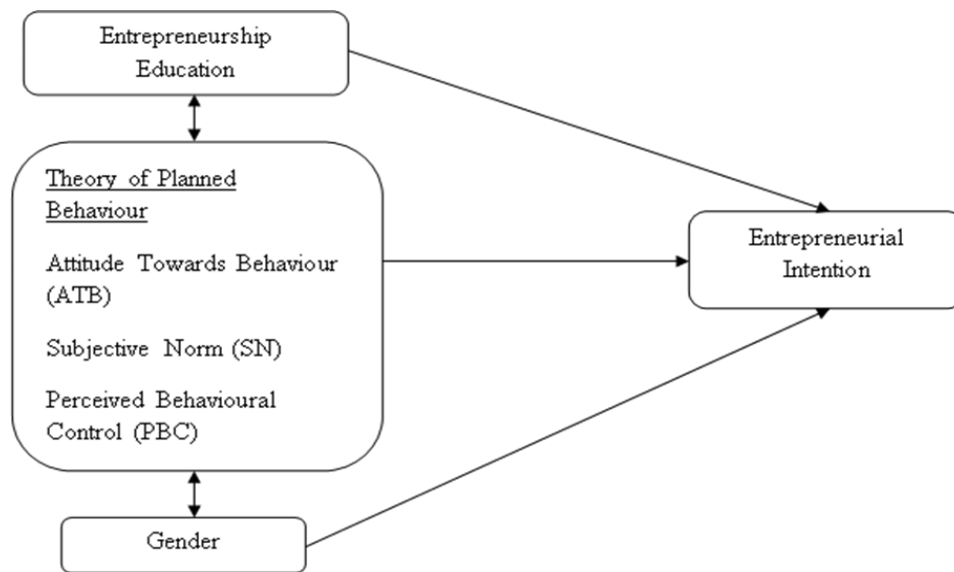 Entrepreneurship
Education
Theory of Planned
Behaviour
Attitude Towards Behaviour
(ATB)
Subjective Norm (SN)
Perceived Behavioural
Control (PBC)
Entrepreneurial
Intention
Gender